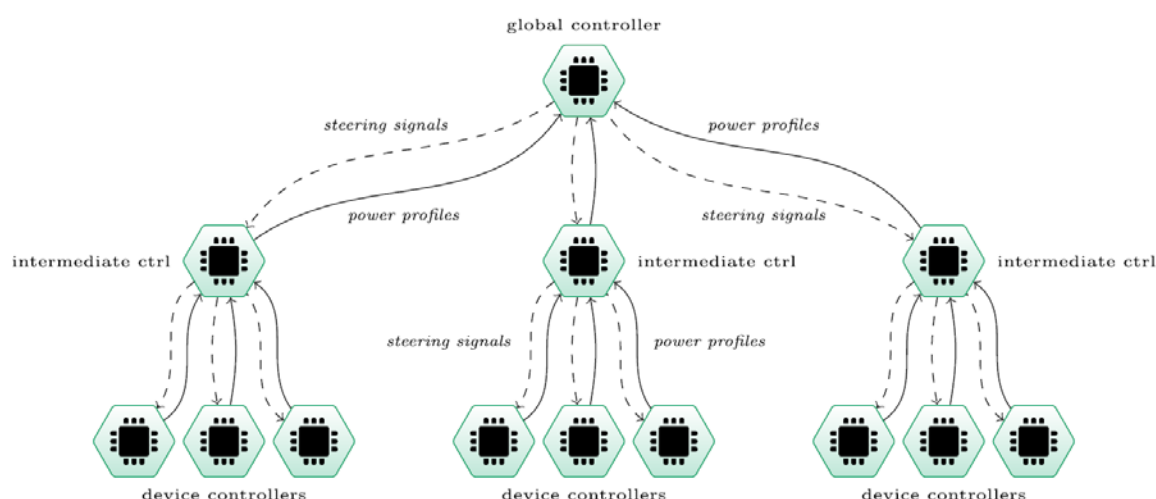 global controller
steering signals
power profiles
power profiles
steering signals
intermediate ctrl
intermediate ctrl
intermediate ctrl
steering signals
power profiles
device controllers
device controllers
device controllers